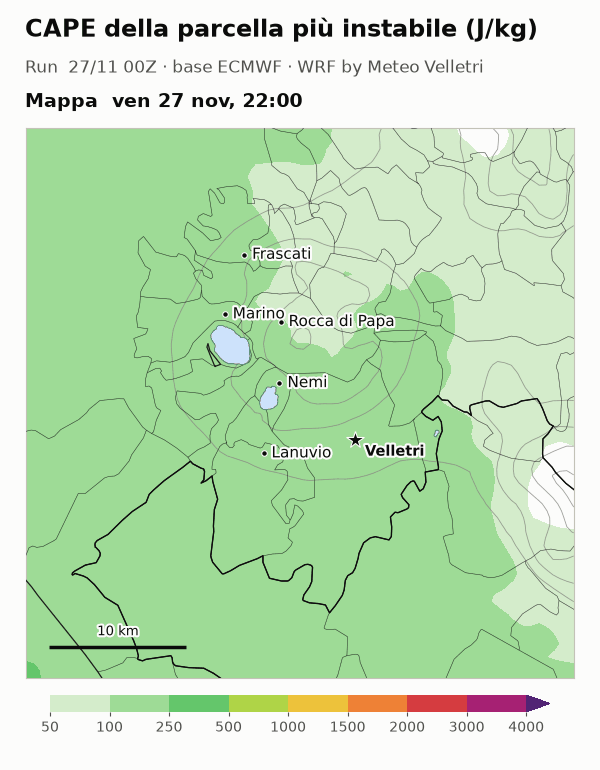 CAPE della parcella più instabile (J/kg)
Run  27/11 00Z · base ECMWF · WRF by Meteo Velletri
Mappa  ven 27 nov, 22:00
Frascati
Marino
Rocca di Papa
Nemi
Velletri
Lanuvio
10 km
50 100 250 500 1000 1500 2000 3000 4000